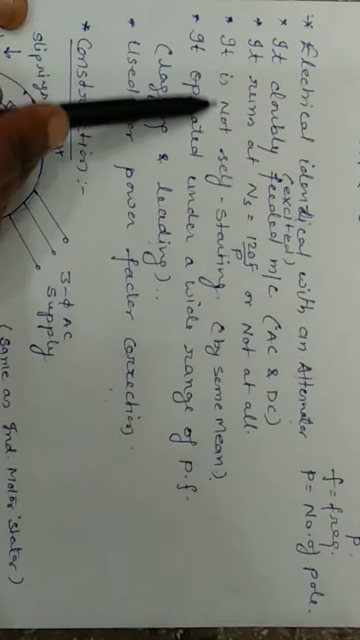 p.
f = freq.
P = No. of pole.
* Electrical identical with an Alternator
* It doubly feeded m/c (AC & DC)
(excited)
* It runs at Ns = 120f/P or Not at all.
* It is Not self-starting. (by some mean)
* It operated under a wide range of P.f.
(lagging & leading).
* Used for power factor correction.
* Construction :-
slipring
3-ϕ AC
supply
(same as Ind. Motor stator)